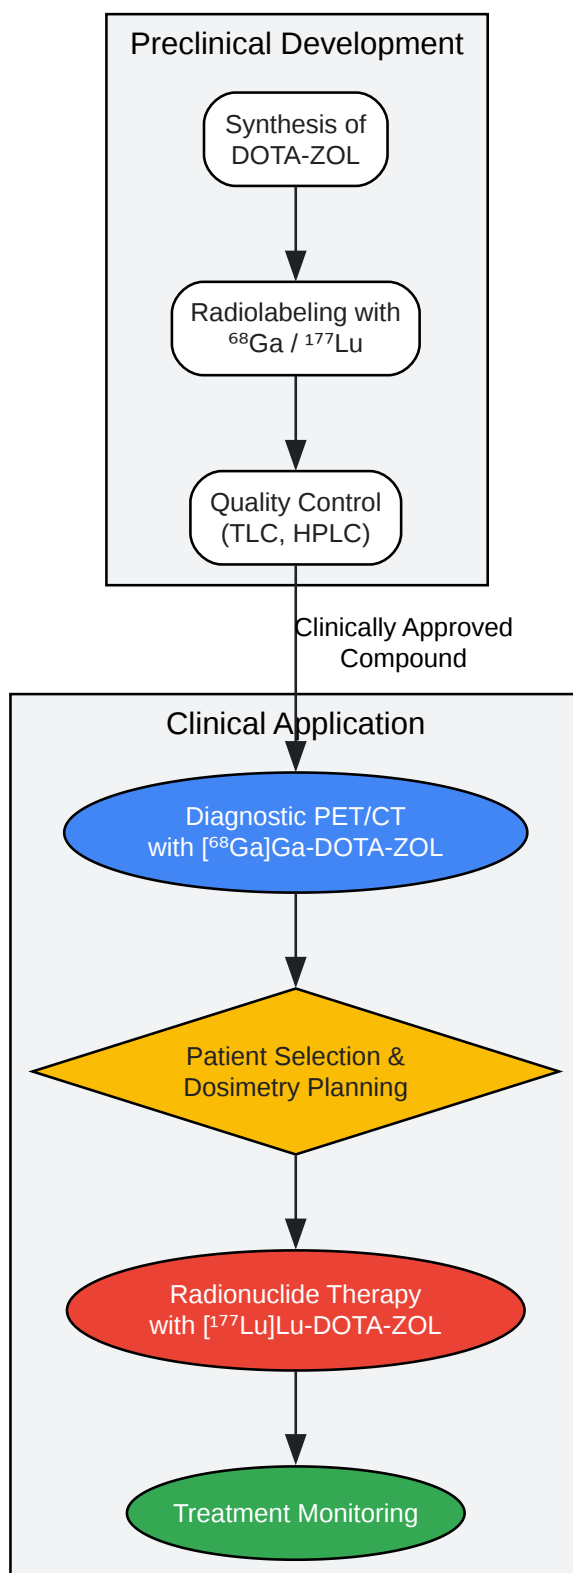 Preclinical Development
Synthesis of
DOTA-ZOL
Radiolabeling with
⁶⁸Ga / ¹⁷⁷Lu
Quality Control
(TLC, HPLC)
Clinically Approved
Compound
Clinical Application
Diagnostic PET/CT
with [⁶⁸Ga]Ga-DOTA-ZOL
Patient Selection &
Dosimetry Planning
Radionuclide Therapy
with [¹⁷⁷Lu]Lu-DOTA-ZOL
Treatment Monitoring